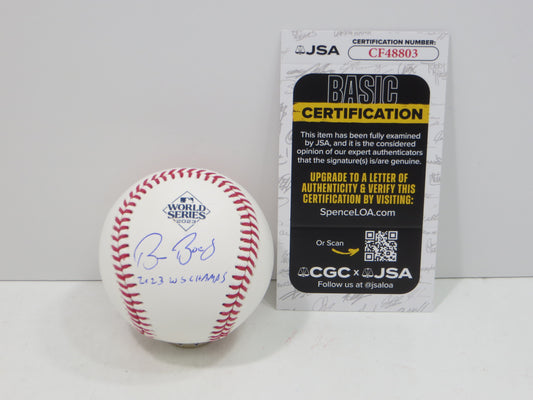 JSA
CERTIFICATION NUMBER:
CF48803
BASIC
CERTIFICATION
This item has been fully examined
by JSA, and it is the considered
opinion of our expert authenticators
that the signature(s) is/are genuine.
UPGRADE TO A LETTER OF
AUTHENTICITY & VERIFY THIS
CERTIFICATION BY VISITING:
SpenceLOA.com
Or Scan
CGC x JSA
Follow us at @jsaloa
WORLD
SERIES
2023
2023 WS CHAMPS